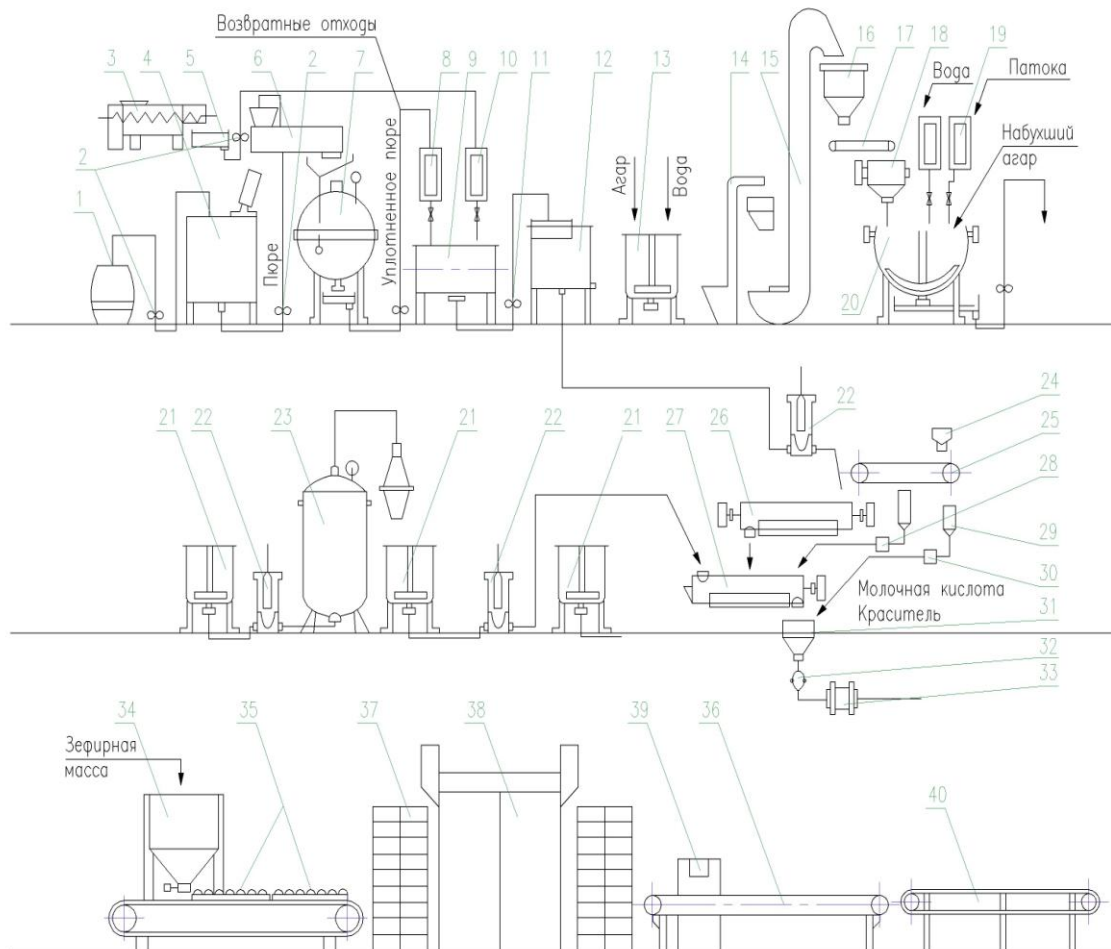 Возвратные отходы
3 4 5 6 2 7 8 9 10 11 12 13 14 15 16 17 18 19
Вода
Патока
Набухший
агар
2
1
Пюре
Уплотненное пюре
Агар
Вода
20
21 22 23 21 22 21 27 26 22 24
25
28
29
30
Молочная кислота
Краситель
31
32
33
34 35 37 38 39 36 40
Зефирная
масса